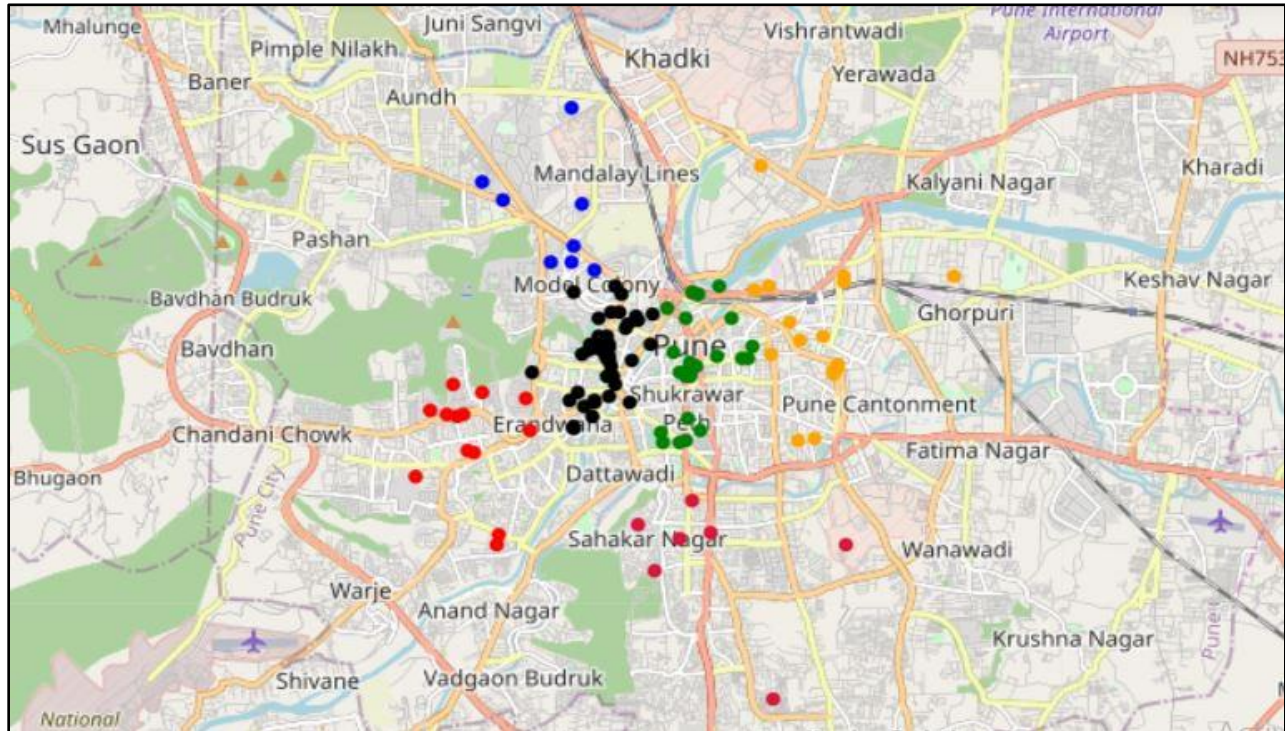 Pune International
Airport
Juni Sangvi
Mhalunge
Vishrantwadi
Pimple Nilakh
Khadki
NH753
Baner
Yerawada
Aundh
Sus Gaon
Mandalay Lines
Kharadi
Kalyani Nagar
Pashan
Keshav Nagar
Model Colony
Bavdhan Budruk
Ghorpuri
Bavdhan
Pune
Shukrawar
Peth
Pune Cantonment
Erandwana
Chandani Chowk
Fatima Nagar
Dattawadi
Bhugaon
Pune City
Sahakar Nagar
Wanawadi
Warje
Anand Nagar
Krushna Nagar
Pune
Vadgaon Budruk
Shivane
National